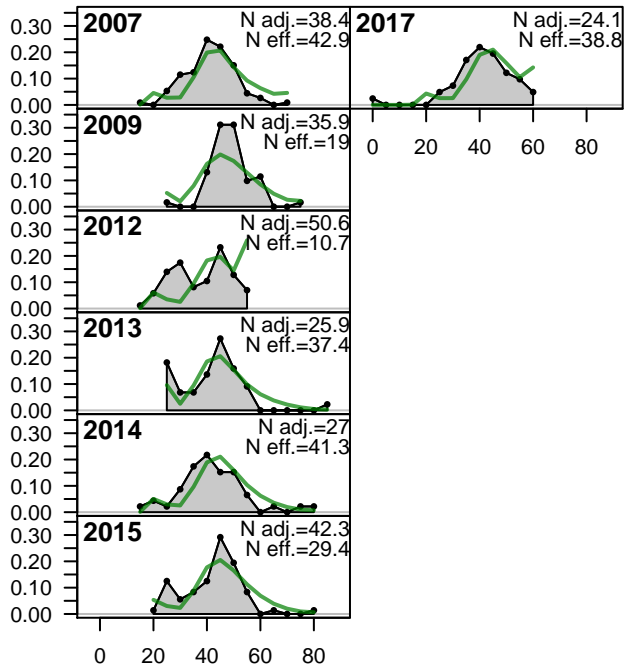 2007
N adj.=38.4
N eff.=42.9
0.00
0.10
0.20
0.30
2017
N adj.=24.1
N eff.=38.8
0 20 40 60 80
2009
N adj.=35.9
N eff.=19
0.00
0.10
0.20
0.30
2012
N adj.=50.6
N eff.=10.7
0.00
0.10
0.20
0.30
2013
N adj.=25.9
N eff.=37.4
0.00
0.10
0.20
0.30
2014
N adj.=27
N eff.=41.3
0.00
0.10
0.20
0.30
2015
N adj.=42.3
N eff.=29.4
0.00
0.10
0.20
0.30
0 20 40 60 80